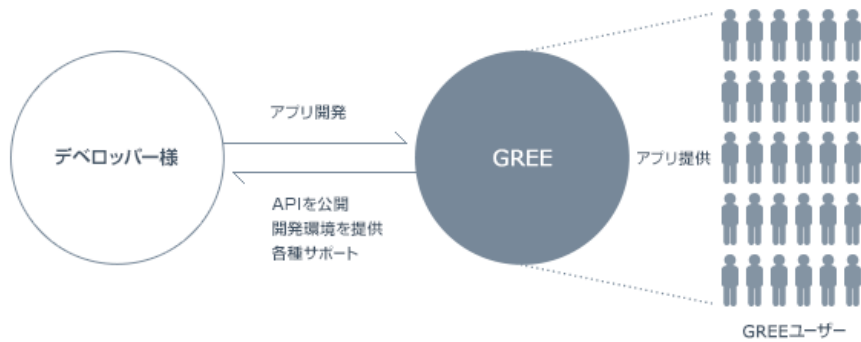 デベロッパー様
アプリ開発
APIを公開
開発環境を提供
各種サポート
GREE
アプリ提供
GREEユーザー